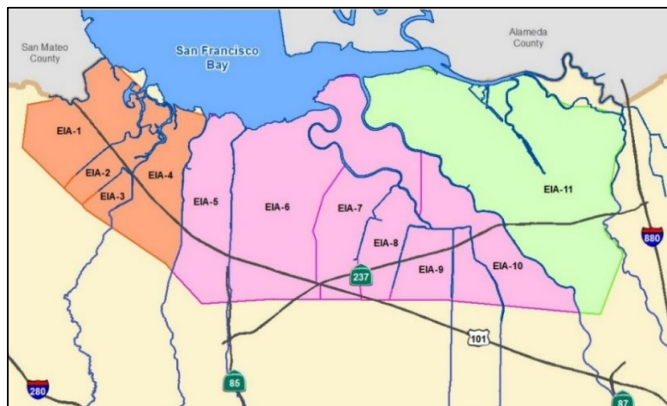 San Mateo
County
San Francisco
Bay
Alameda
County
EIA-1
EIA-2
EIA-3
EIA-4
EIA-5
EIA-6
EIA-7
EIA-8
EIA-9
EIA-10
EIA-11
237
880
101
280
85
87